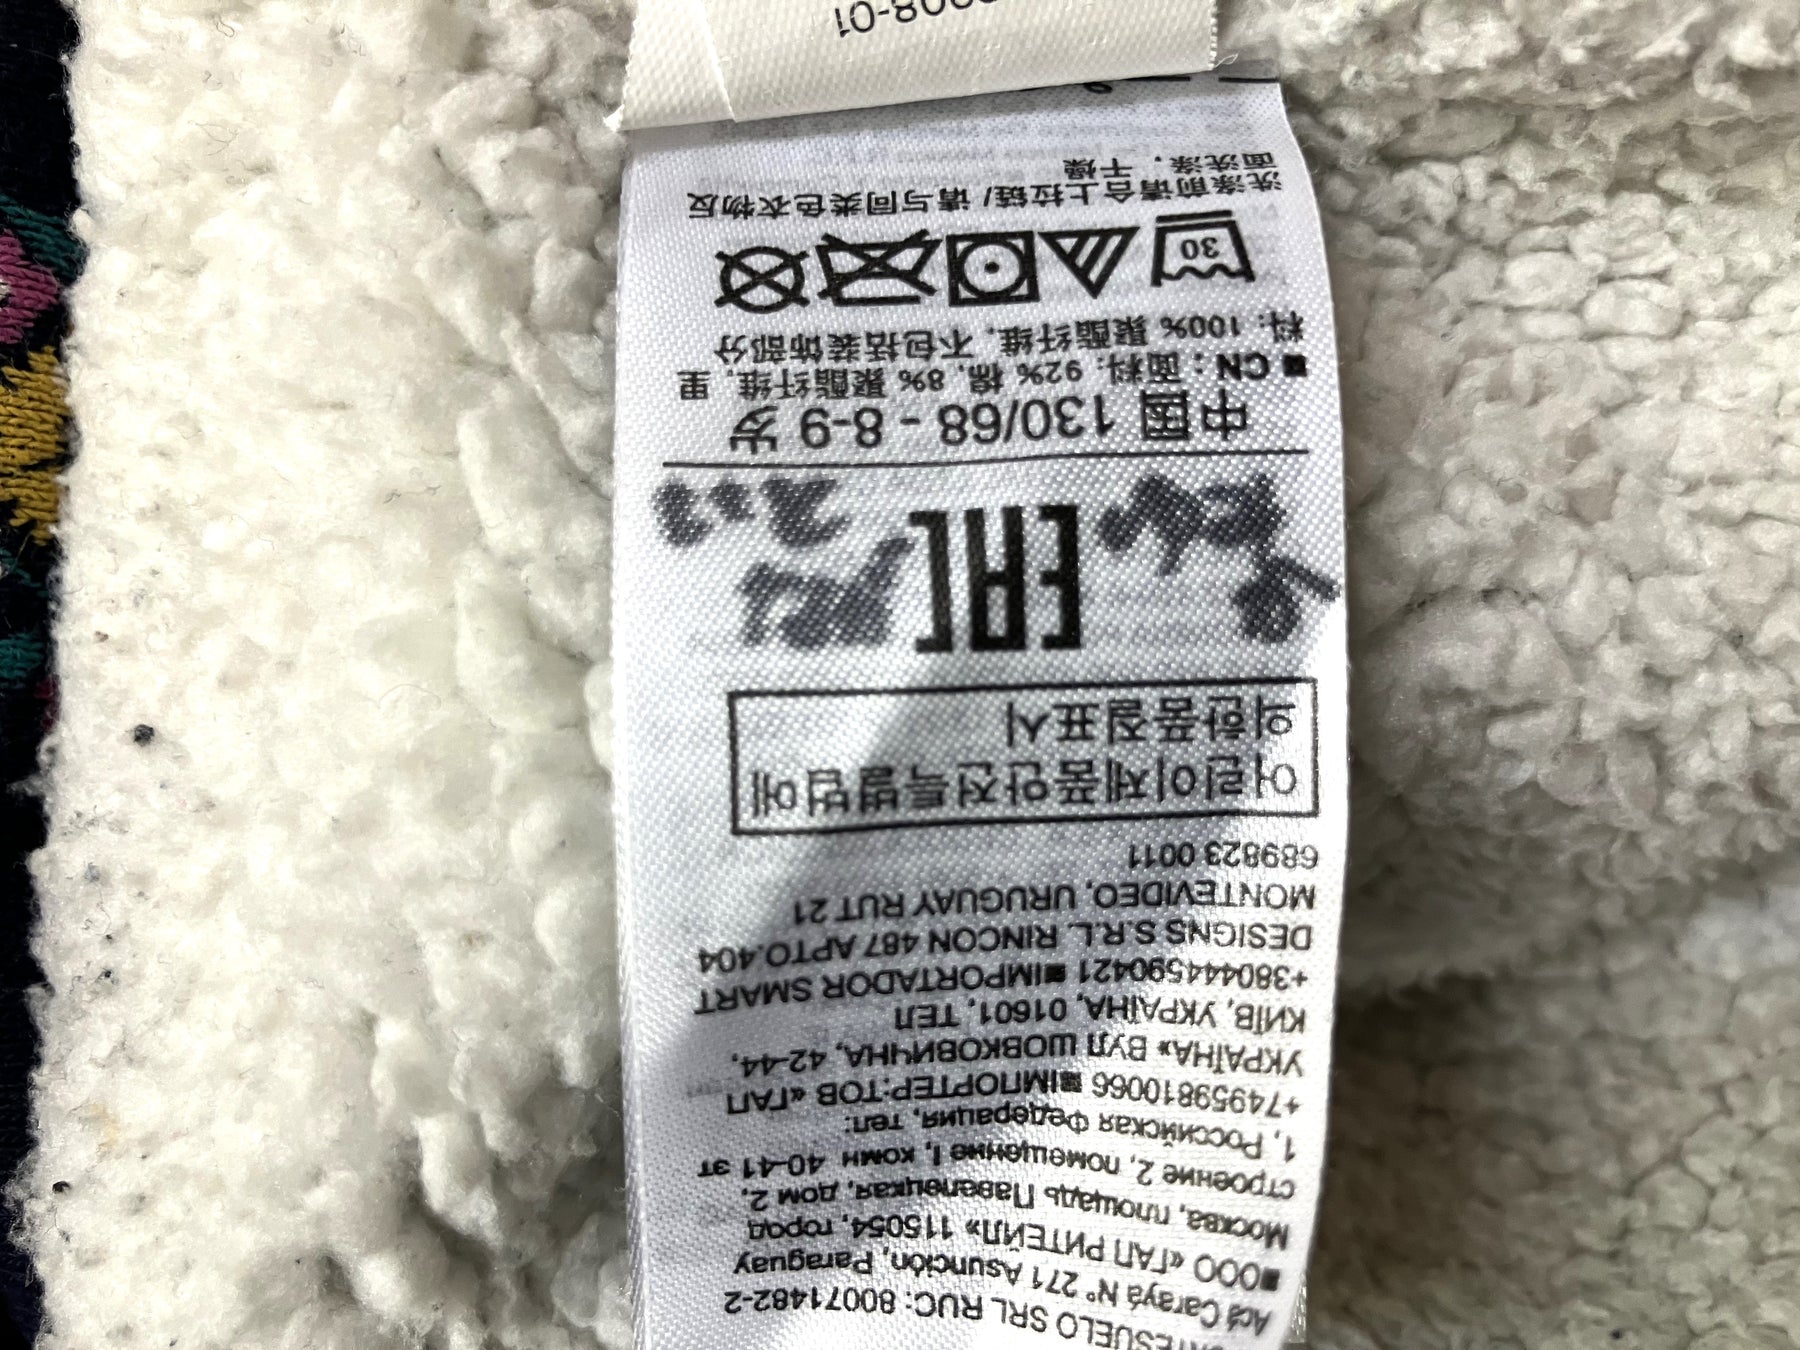 SRL RUC: 80071482-2
Acá Carayá N° 271 Asunción, Paraguay
■ООО «ГАП РИТЕЙЛ» 115054, город
Москва, площадь Павелецкая, дом 2,
строение 2, помещение I, комн 40-41 эт
1, Российская Федерация, тел:
+74959810066 ■ІМПОРТЕР:ТОВ «ГАП
УКРАЇНА» ВУЛ ШОВКОВИЧНА, 42-44,
КИЇВ, УКРАЇНА, 01601, ТЕЛ
+380444590421 ■IMPORTADOR SMART
DESIGNS S.R.L RINCON 487 APTO.404
MONTEVIDEO, URUGUAY RUT 21
689823 0011
어린이제품안전특별법에
의한품질표시
EAC
中国 130/68 - 8-9 岁
■ CN：面料: 92% 棉, 8% 聚酯纤维, 里
料: 100% 聚酯纤维, 不包括装饰部分
30
洗涤前请合上拉链/ 请与同类色衣物反
面洗涤，干燥